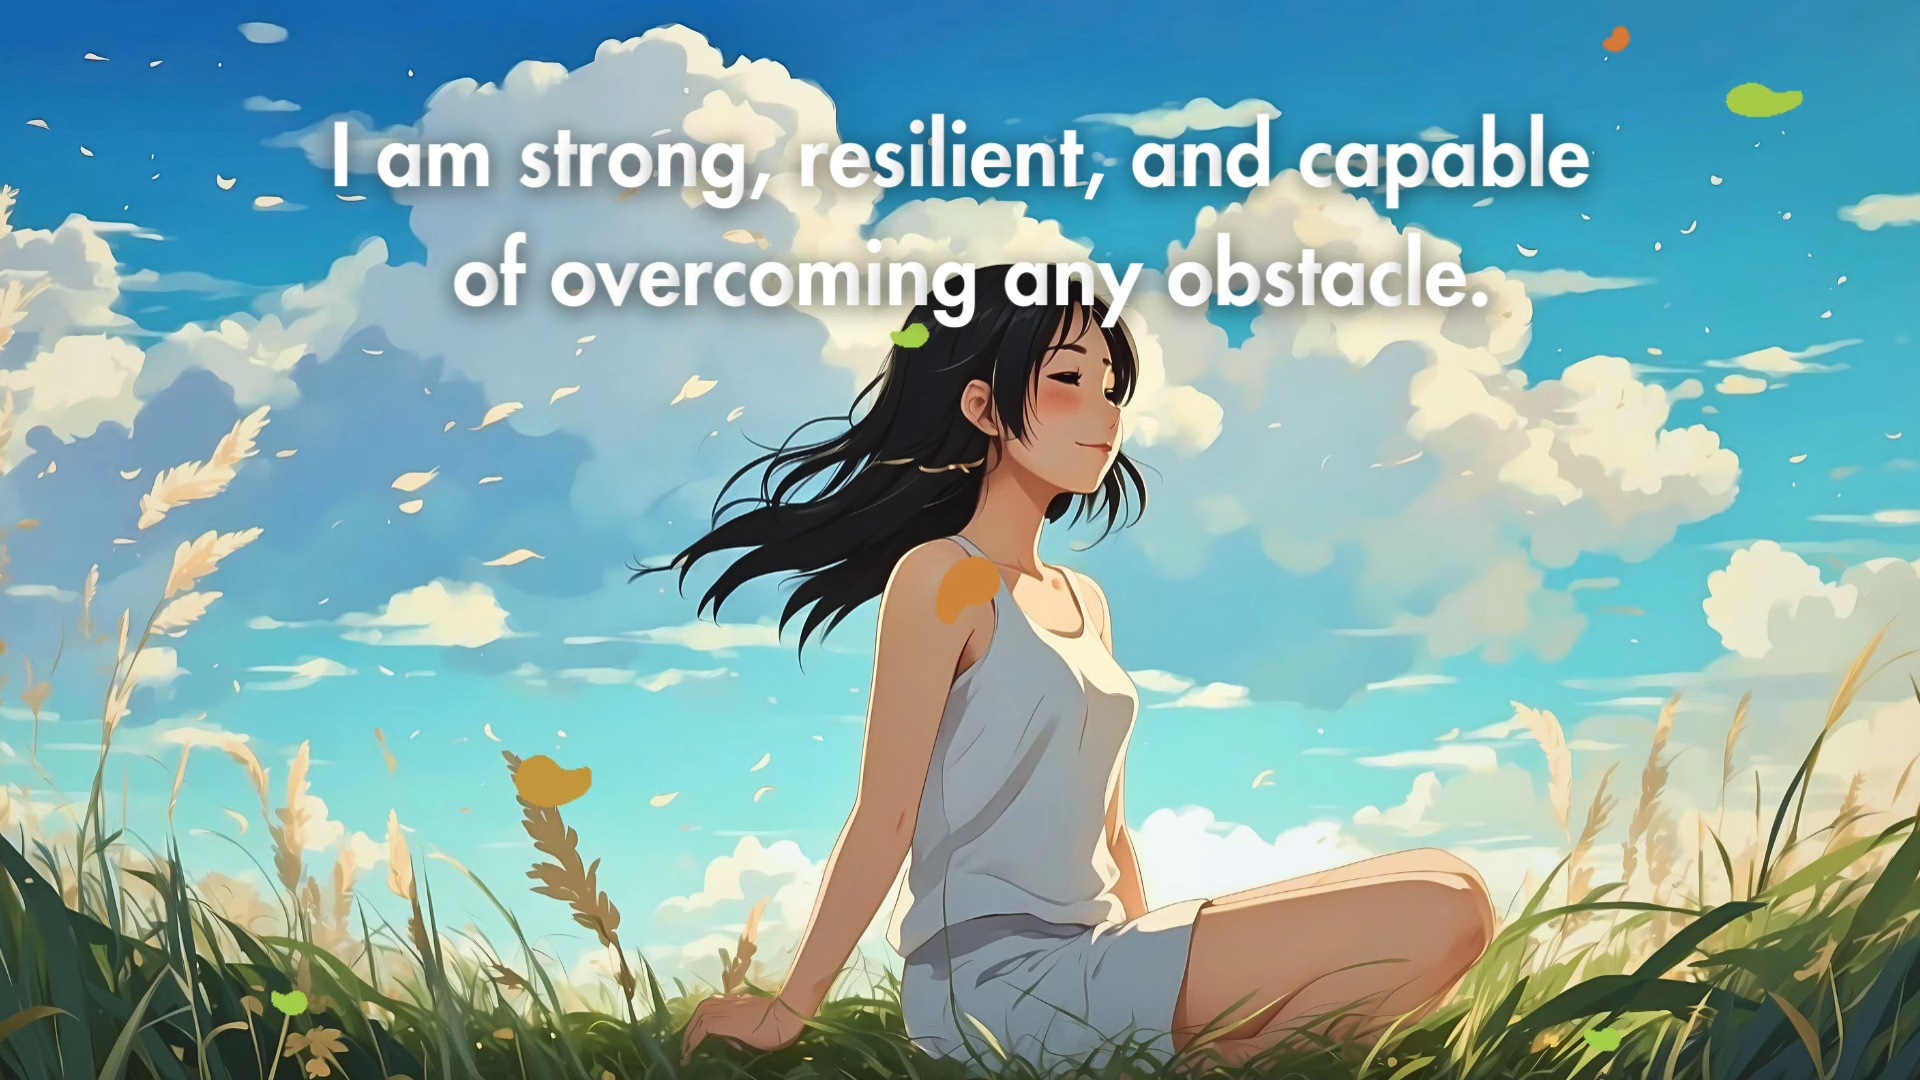 I am strong, resilient, and capable
of overcoming any obstacle.